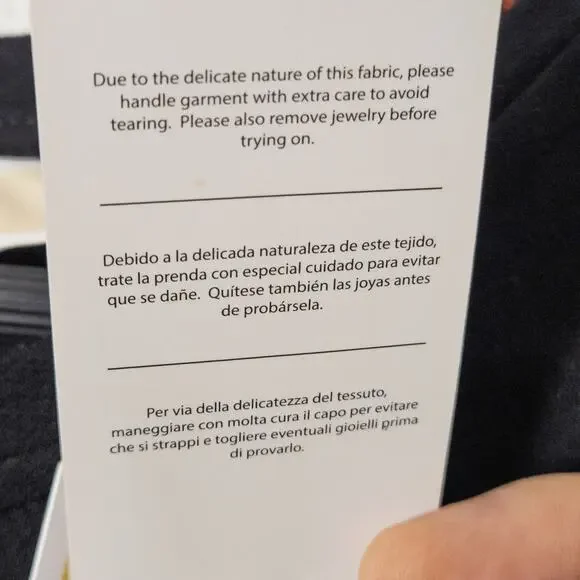 Due to the delicate nature of this fabric, please
handle garment with extra care to avoid
tearing.  Please also remove jewelry before
trying on.
Debido a la delicada naturaleza de este tejido,
trate la prenda con especial cuidado para evitar
que se dañe.  Quítese también las joyas antes
de probársela.
Per via della delicatezza del tessuto,
maneggiare con molta cura il capo per evitare
che si strappi e togliere eventuali gioielli prima
di provarlo.